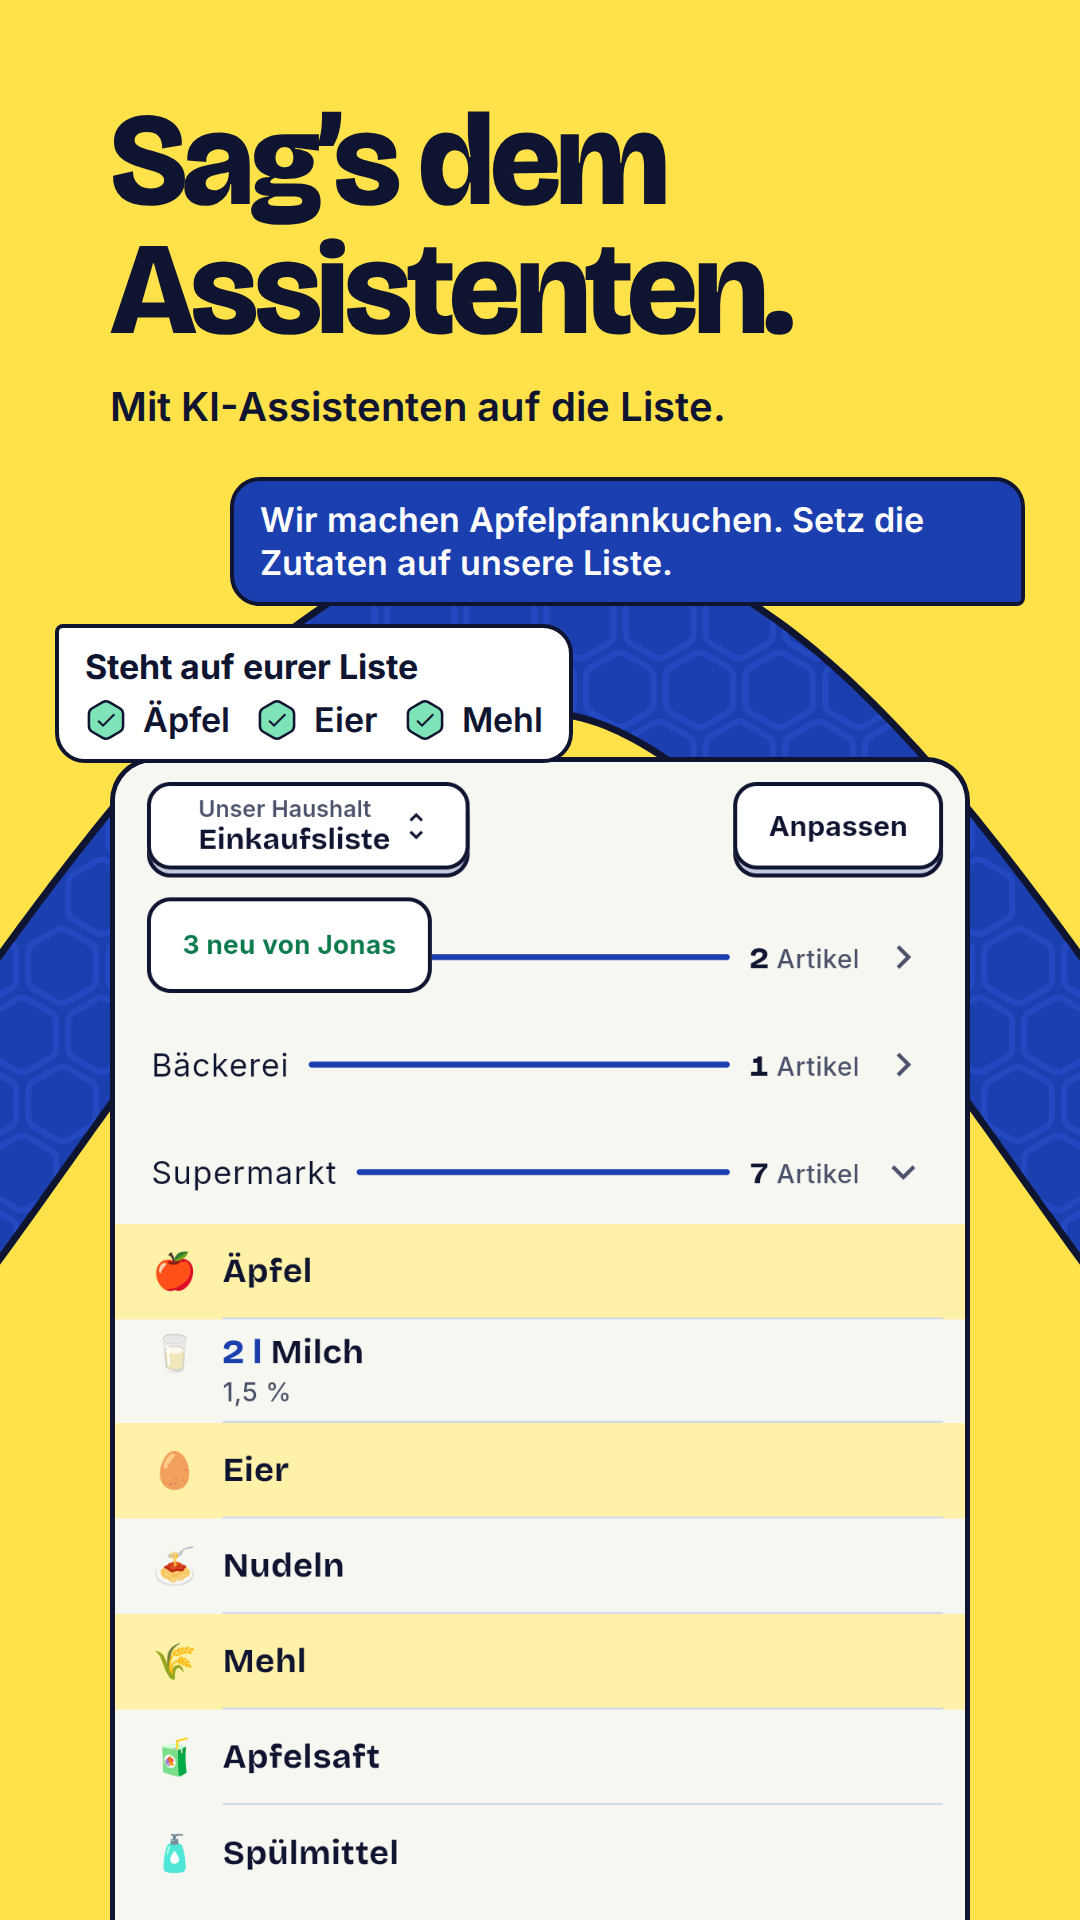 Sag’s dem
Assistenten.
Mit KI-Assistenten auf die Liste.
Wir machen Apfelpfannkuchen. Setz die
Zutaten auf unsere Liste.
Steht auf eurer Liste
Äpfel Eier Mehl
Unser Haushalt
Einkaufsliste
Anpassen
3 neu von Jonas
2 Artikel
Bäckerei 1 Artikel
Supermarkt 7 Artikel
Äpfel
2 l Milch
1,5 %
Eier
Nudeln
Mehl
Apfelsaft
Spülmittel